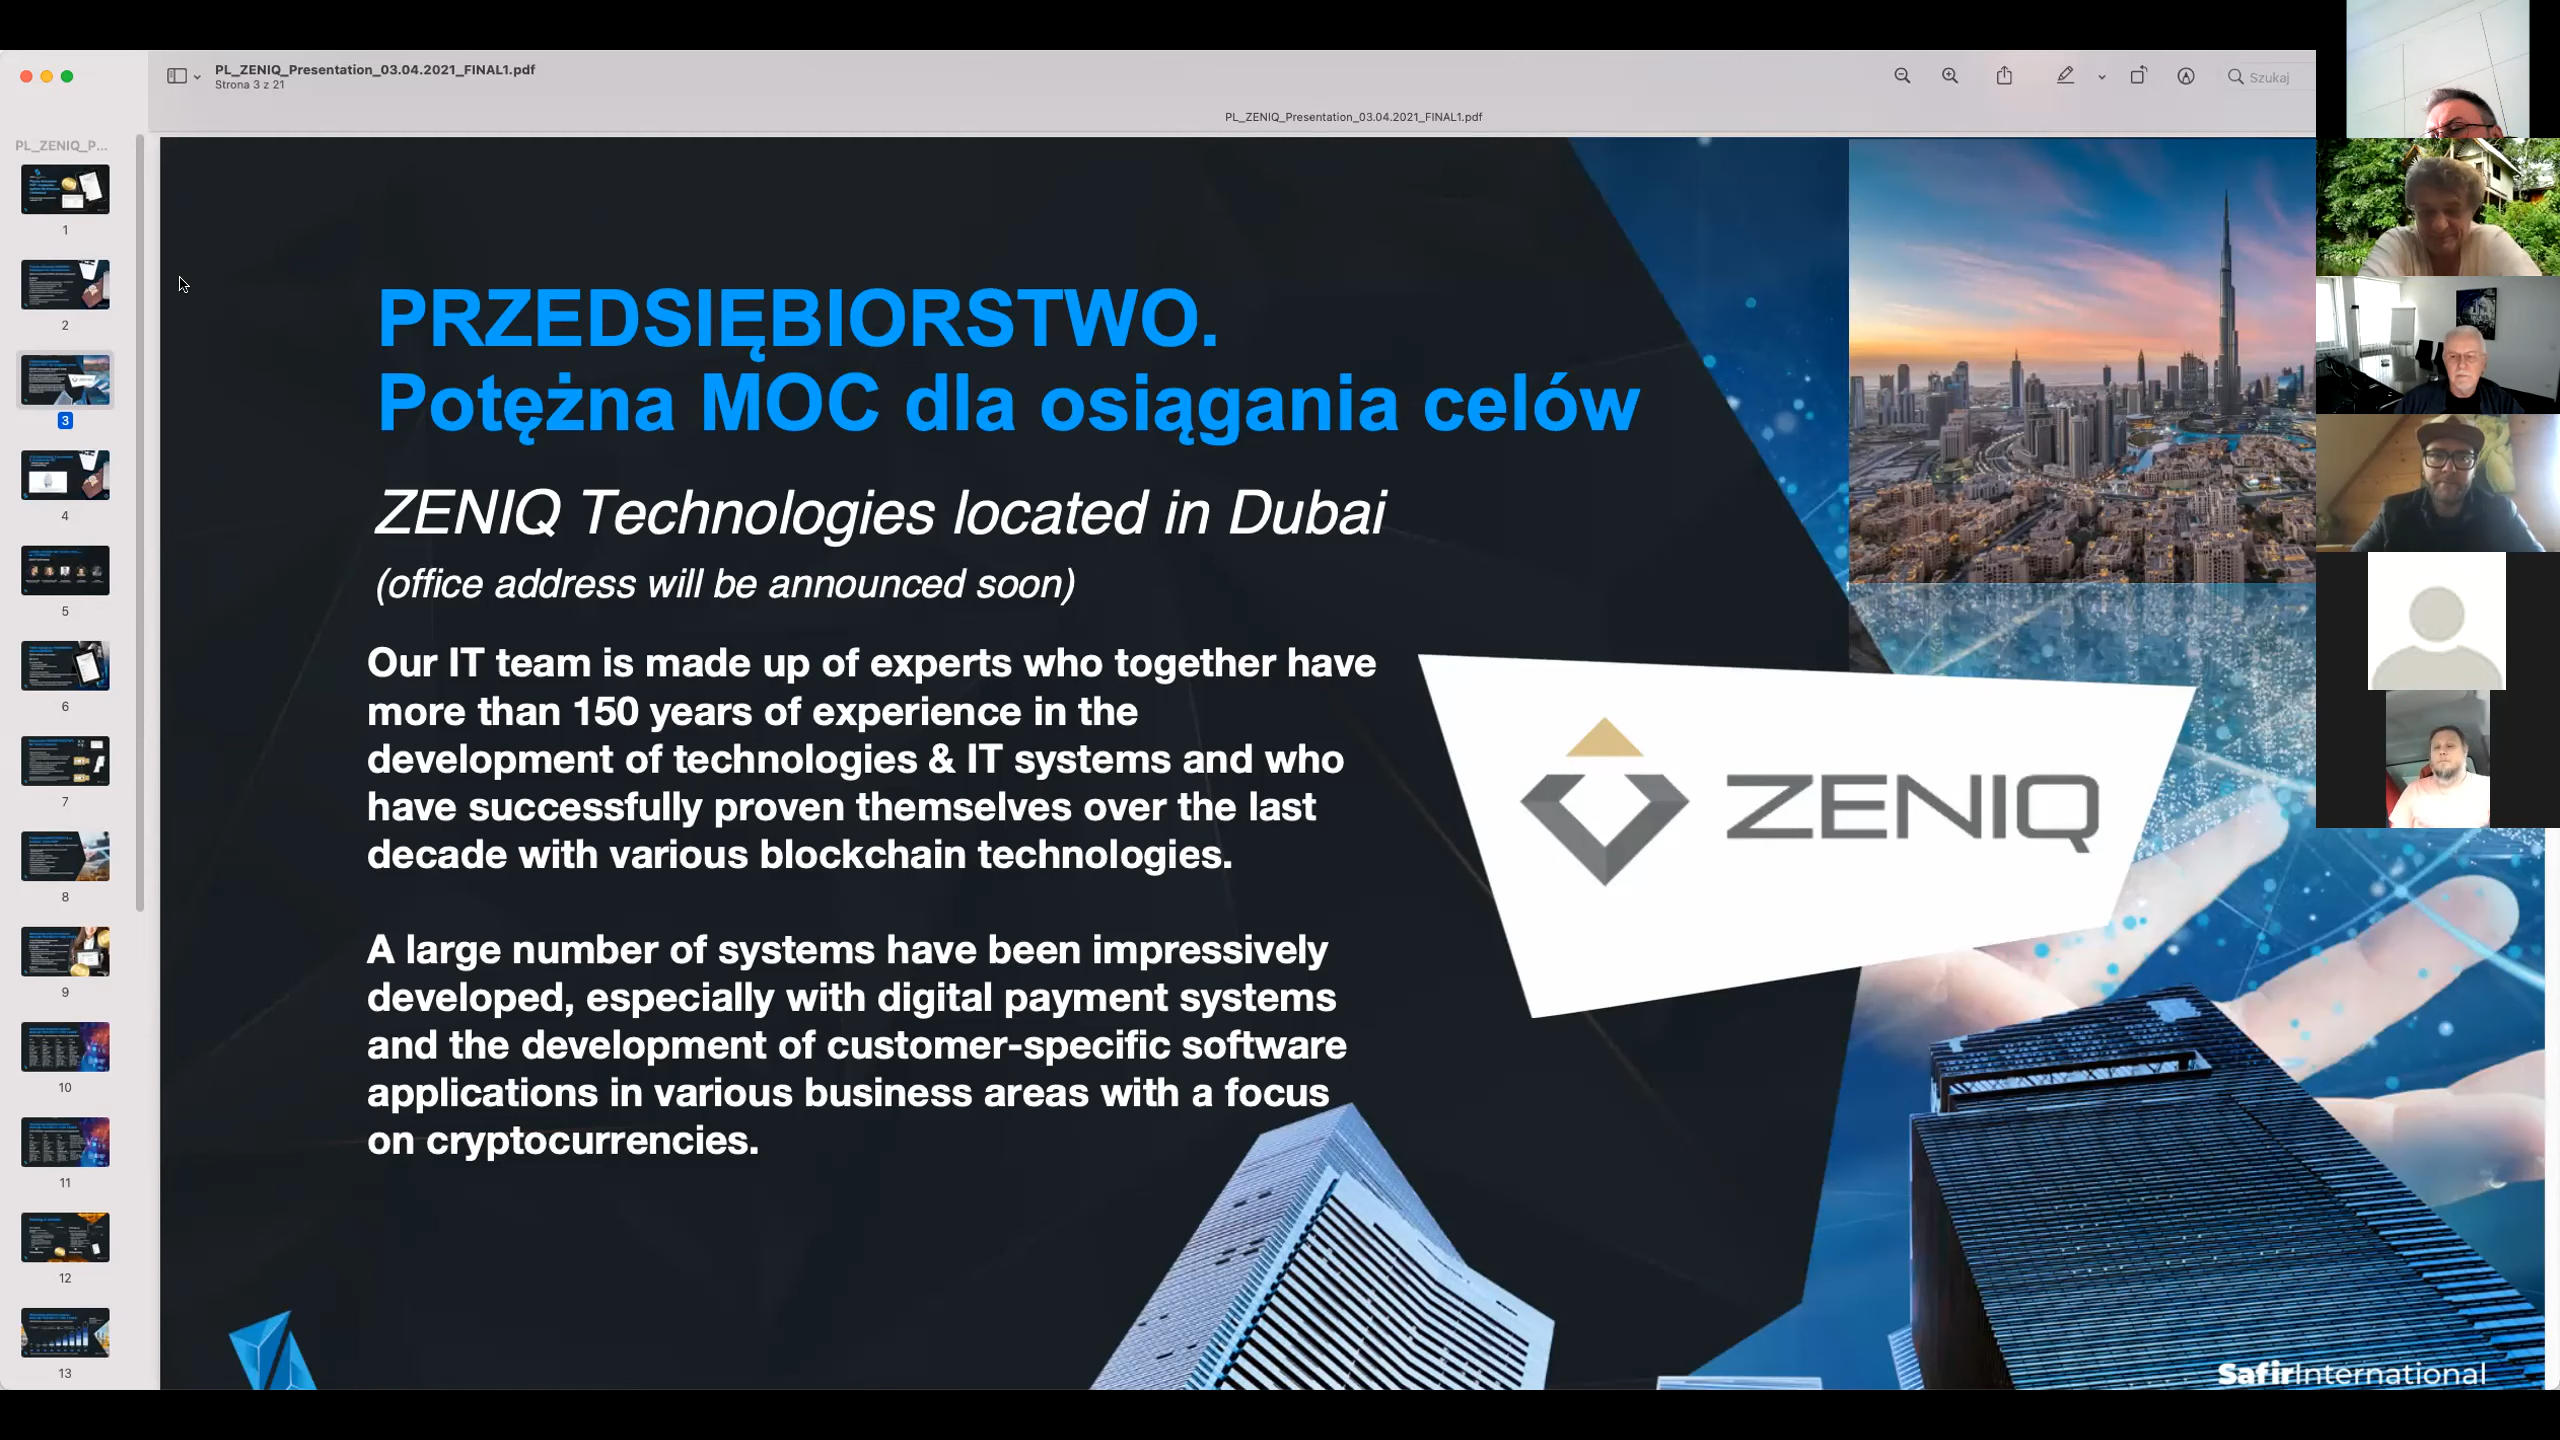 PL_ZENIQ_Presentation_03.04.2021_FINAL1.pdf
Strona 3 z 21
Szukaj
PL_ZENIQ_Presentation_03.04.2021_FINAL1.pdf
PL_ZENIQ_P...
1
2
3
4
5
6
7
8
9
10
11
12
13
PRZEDSIĘBIORSTWO.
Potężna MOC dla osiągania celów
ZENIQ Technologies located in Dubai
(office address will be announced soon)
Our IT team is made up of experts who together have
more than 150 years of experience in the
development of technologies & IT systems and who
have successfully proven themselves over the last
decade with various blockchain technologies.
A large number of systems have been impressively
developed, especially with digital payment systems
and the development of customer-specific software
applications in various business areas with a focus
on cryptocurrencies.
ZENIQ
SafirInternational